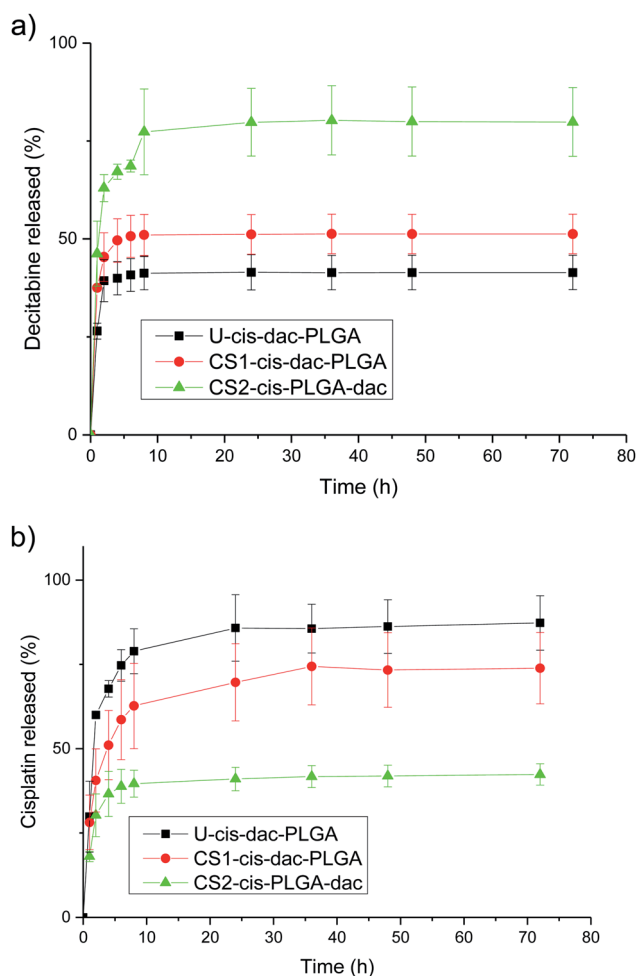 a)
100
50
0
Decitabine released (%)
U-cis-dac-PLGA
CS1-cis-dac-PLGA
CS2-cis-PLGA-dac
0 10 20 30 40 50 60 70 80
Time (h)
b)
100
50
0
Cisplatin released (%)
U-cis-dac-PLGA
CS1-cis-dac-PLGA
CS2-cis-PLGA-dac
0 10 20 30 40 50 60 70 80
Time (h)